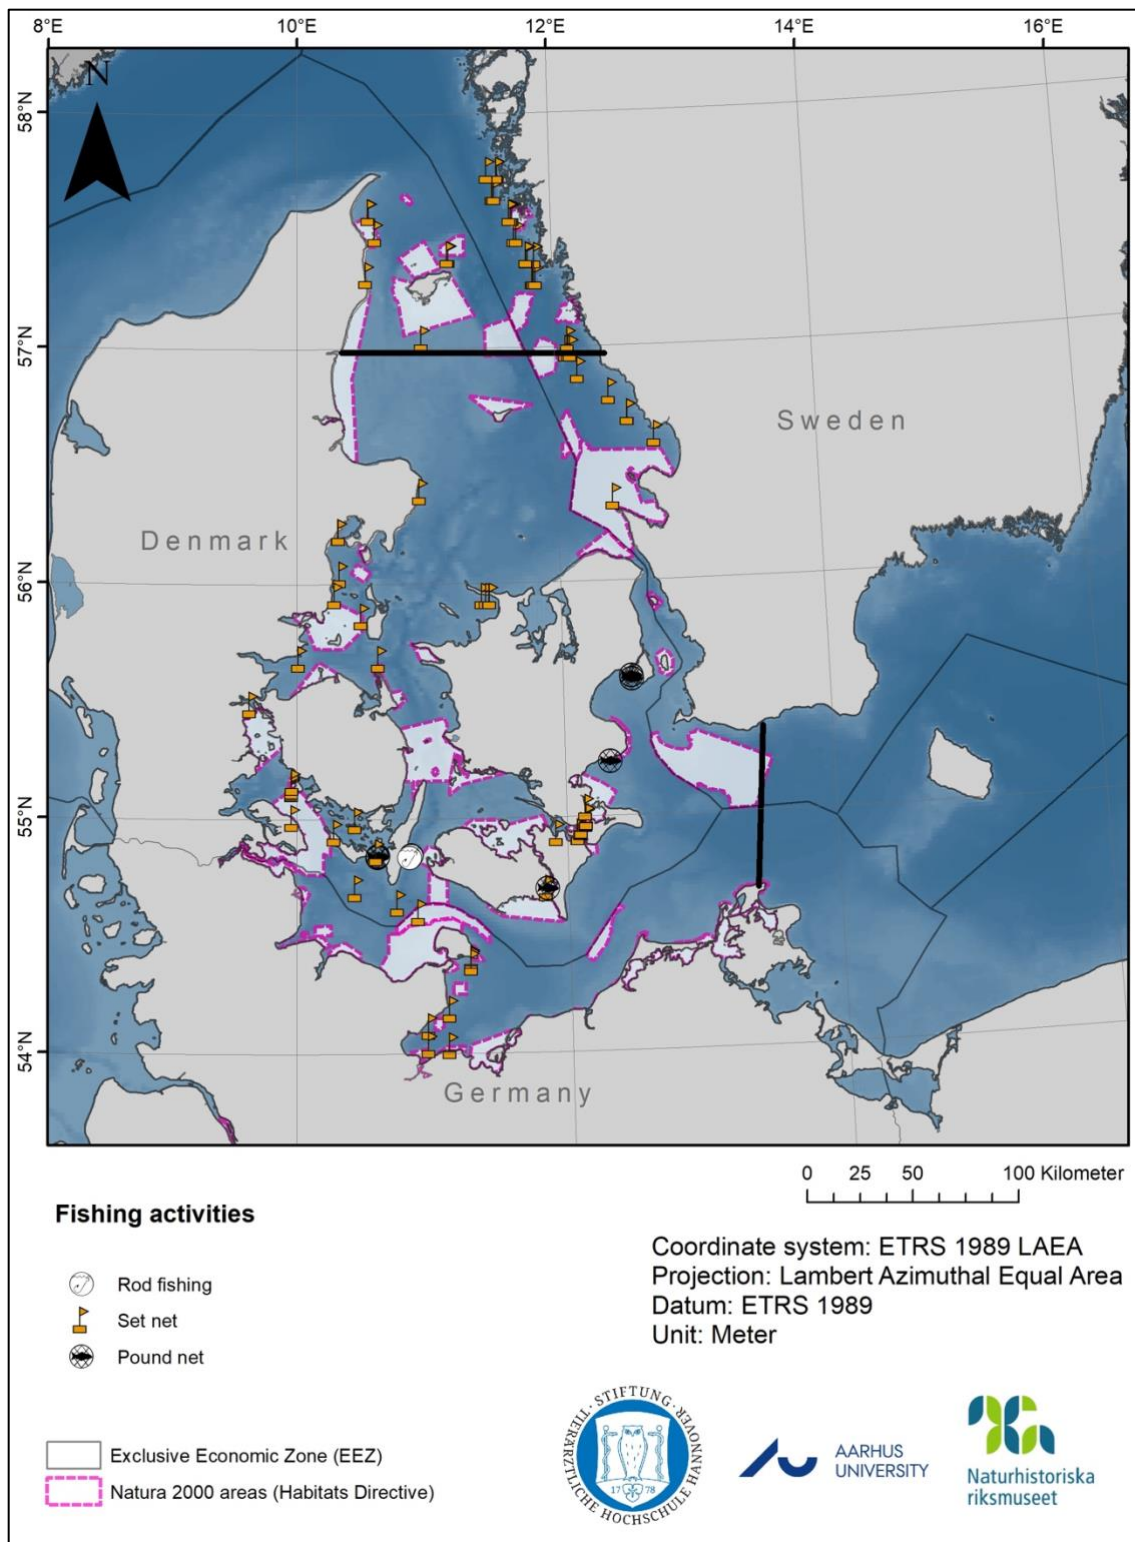 8°E 10°E 12°E 14°E 16°E
N
58°N
57°N
Sweden
Denmark
56°N
55°N
54°N
Germany
0 25 50 100 Kilometer
Fishing activities
Rod fishing
Set net
Pound net
Coordinate system: ETRS 1989 LAEA
Projection: Lambert Azimuthal Equal Area
Datum: ETRS 1989
Unit: Meter
Exclusive Economic Zone (EEZ)
Natura 2000 areas (Habitats Directive)
STIFTUNG · TIERÄRZTLICHE HOCHSCHULE HANNOVER ·
17 78
AARHUS
UNIVERSITY
Naturhistoriska
riksmuseet